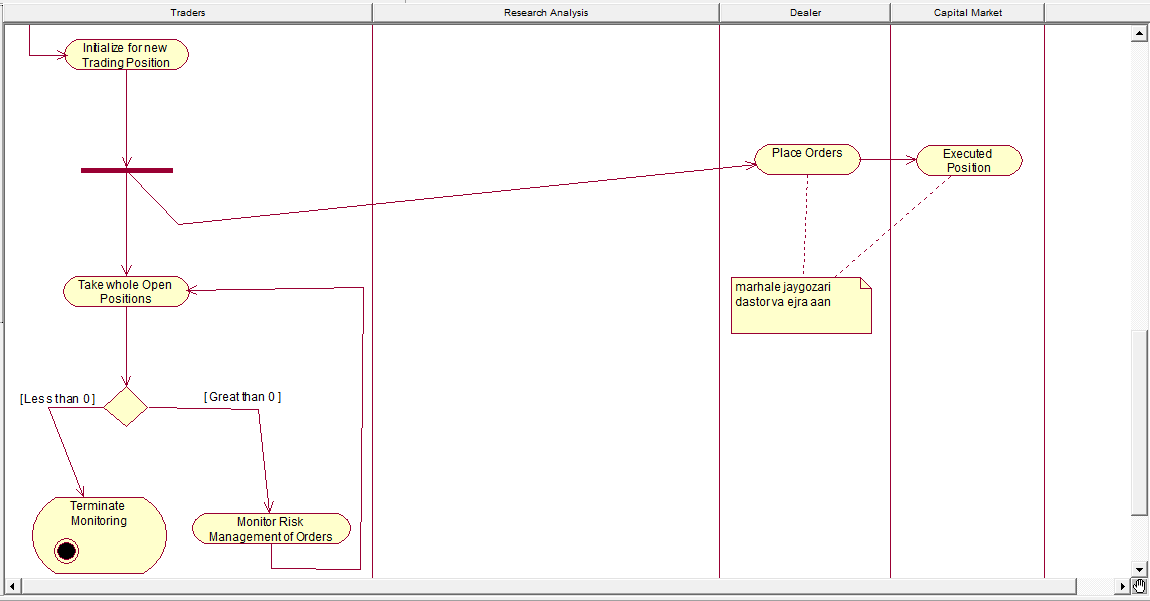 Traders
Research Analysis
Dealer
Capital Market
Initialize for new
Trading Position
Place Orders
Executed
Position
Take whole Open
Positions
marhale jaygozari
dastor va ejra aan
[ Less than 0 ]
[ Great than 0 ]
Terminate
Monitoring
Monitor Risk
Management of Orders